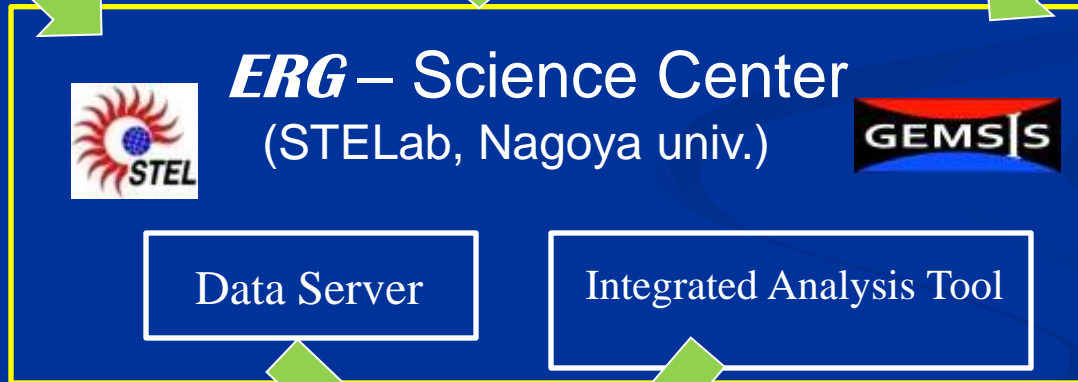 ERG – Science Center
(STELab, Nagoya univ.)
STEL
GEMSIS
Data Server
Integrated Analysis Tool